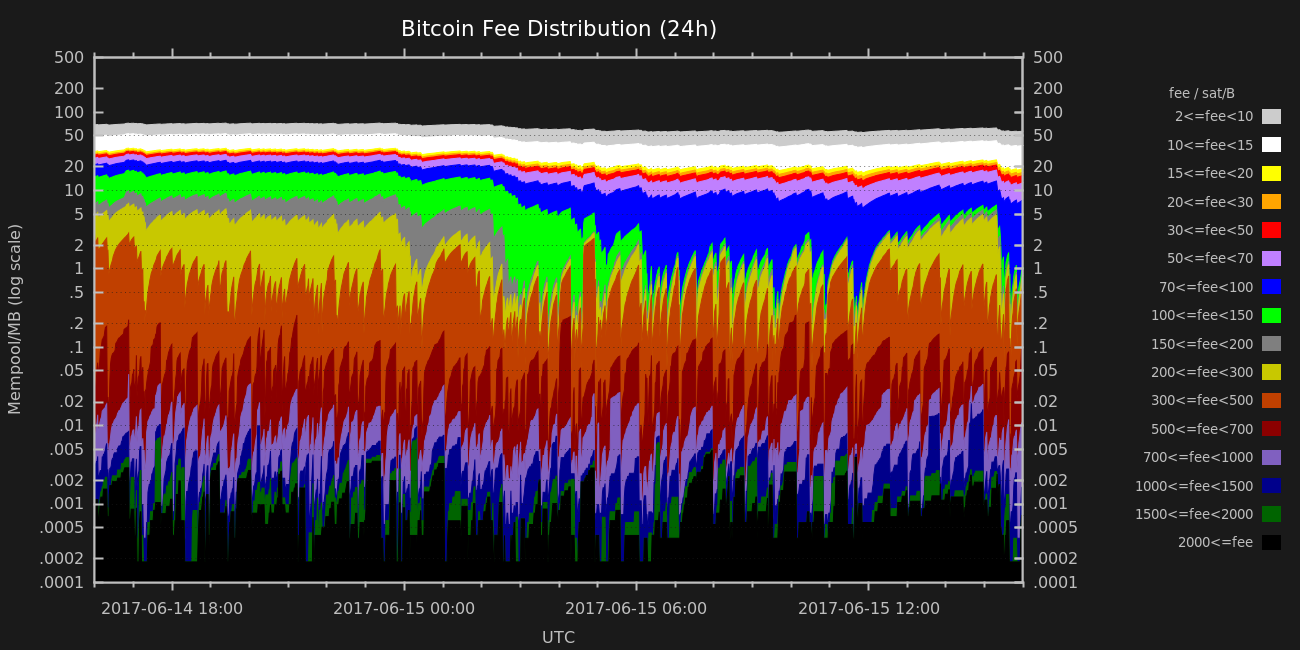 Bitcoin Fee Distribution (24h)
500 500
200 200
100 100
50 50
20 20
10 10
5 5
2 2
1 1
.5 .5
.2 .2
.1 .1
.05 .05
.02 .02
.01 .01
.005 .005
.002 .002
.001 .001
.0005 .0005
.0002 .0002
.0001 .0001
Mempool/MB (log scale)
2017-06-14 18:00 2017-06-15 00:00 2017-06-15 06:00 2017-06-15 12:00
UTC
fee / sat/B
2<=fee<10
10<=fee<15
15<=fee<20
20<=fee<30
30<=fee<50
50<=fee<70
70<=fee<100
100<=fee<150
150<=fee<200
200<=fee<300
300<=fee<500
500<=fee<700
700<=fee<1000
1000<=fee<1500
1500<=fee<2000
2000<=fee